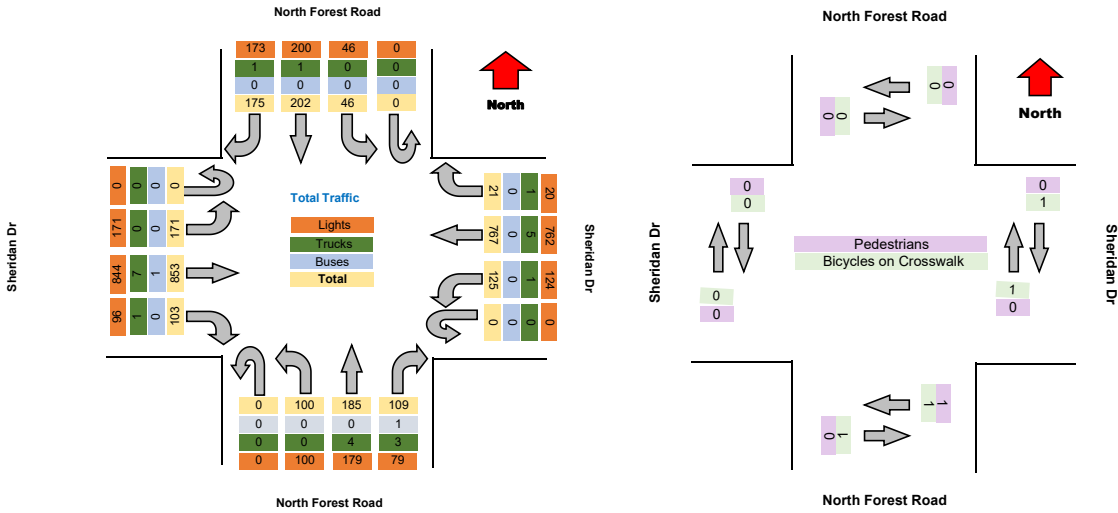 North Forest Road
173 200 46 0
1 1 0 0
0 0 0 0
175 202 46 0
North
Sheridan Dr
0 0 0 0
171 0 0 171
844 7 1 853
96 1 0 103
Total Traffic
Lights
Trucks
Buses
Total
21 0 1 20
767 0 5 762
125 0 1 124
0 0 0 0
Sheridan Dr
0 100 185 109
0 0 0 1
0 0 4 3
0 100 179 79
North Forest Road
North Forest Road
0 0
0 0
North
Sheridan Dr
0
0
0
0
Pedestrians
Bicycles on Crosswalk
0
1
1
0
Sheridan Dr
1 1
0 1
North Forest Road